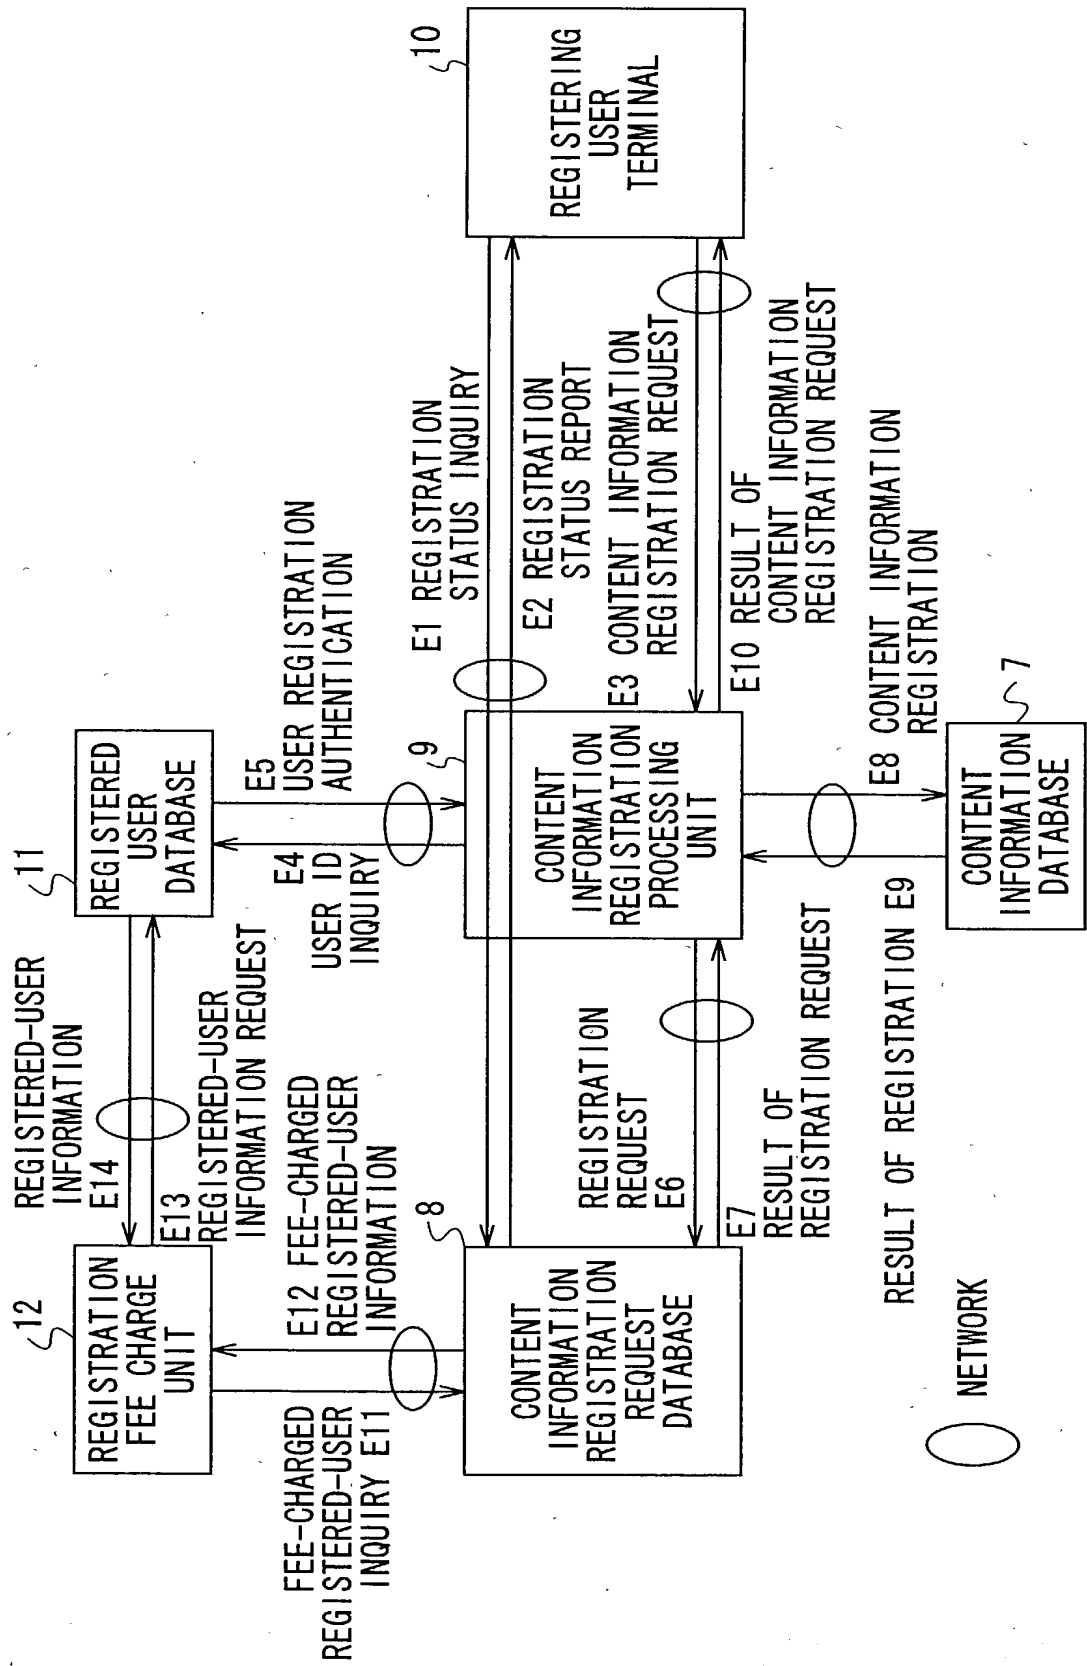 12
REGISTRATION
FEE CHARGE
UNIT
REGISTERED-USER
INFORMATION
E14
E13
REGISTERED-USER
INFORMATION REQUEST
11
REGISTERED
USER
DATABASE
FEE-CHARGED
REGISTERED-USER
INQUIRY E11
E12 FEE-CHARGED
REGISTERED-USER
INFORMATION
E4
USER ID
INQUIRY
E5
USER REGISTRATION
AUTHENTICATION
E1 REGISTRATION
STATUS INQUIRY
E2 REGISTRATION
STATUS REPORT
8
CONTENT
INFORMATION
REGISTRATION
REQUEST
DATABASE
REGISTRATION
REQUEST
E6
E7
RESULT OF
REGISTRATION REQUEST
9
CONTENT
INFORMATION
REGISTRATION
PROCESSING
UNIT
E3 CONTENT INFORMATION
REGISTRATION REQUEST
E10 RESULT OF
CONTENT INFORMATION
REGISTRATION REQUEST
10
REGISTERING
USER
TERMINAL
RESULT OF REGISTRATION E9
E8 CONTENT INFORMATION
REGISTRATION
CONTENT
INFORMATION
DATABASE
7
NETWORK